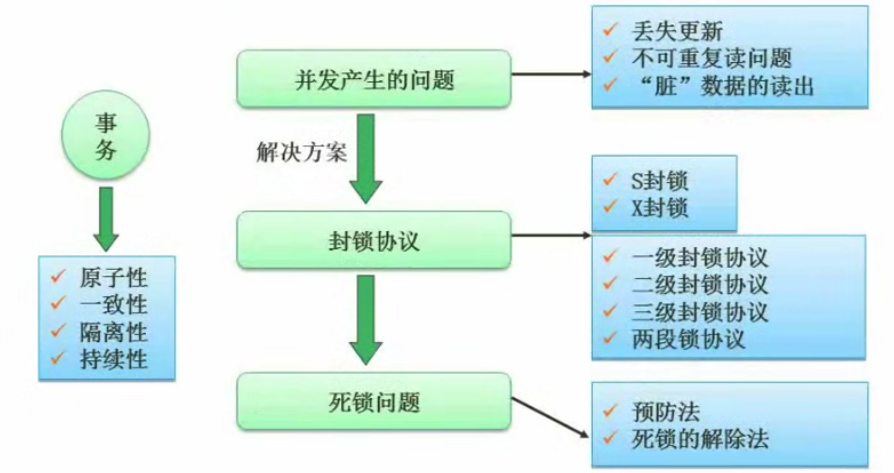 事
务
原子性
一致性
隔离性
持续性
并发产生的问题
丢失更新
不可重复读问题
“脏”数据的读出
解决方案
封锁协议
S封锁
X封锁
一级封锁协议
二级封锁协议
三级封锁协议
两段锁协议
死锁问题
预防法
死锁的解除法